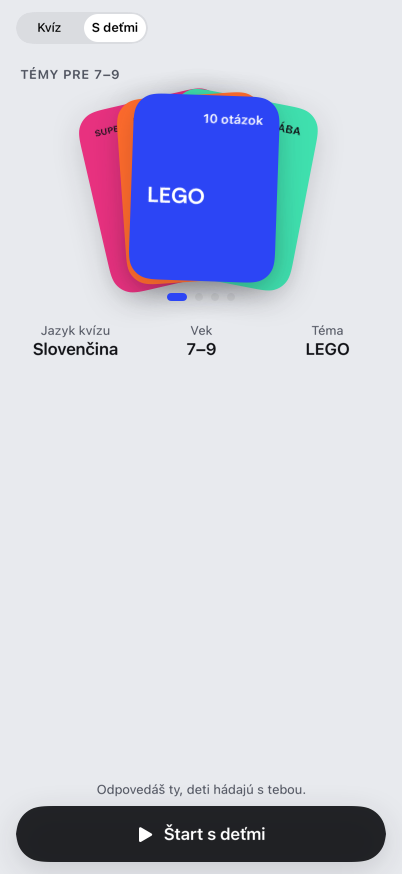 Kvíz
S deťmi
TÉMY PRE 7–9
10 otázok
LEGO
Jazyk kvízu
Vek
Téma
Slovenčina
7–9
LEGO
Odpovedáš ty, deti hádajú s tebou.
Štart s deťmi